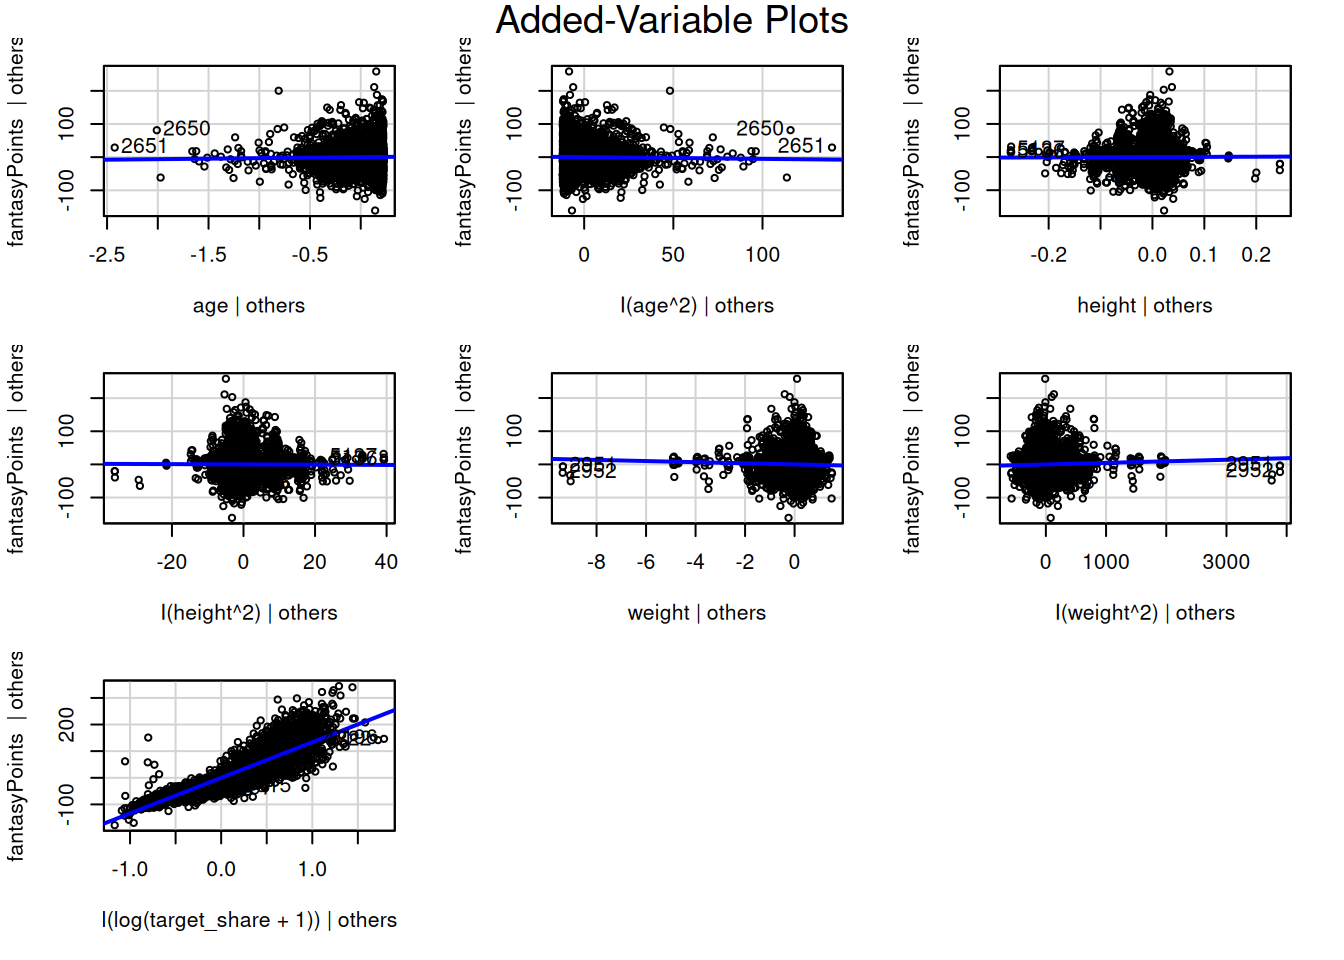 Added-Variable Plots
fantasyPoints | others
100
-100
2650
2651
-2.5 -1.5 -0.5
age | others
fantasyPoints | others
100
-100
2650
2651
0 50 100
I(age^2) | others
fantasyPoints | others
100
-100
-0.2 0.0 0.1 0.2
height | others
fantasyPoints | others
100
-100
-20 0 20 40
I(height^2) | others
fantasyPoints | others
100
-100
2951
2952
-8 -6 -4 -2 0
weight | others
fantasyPoints | others
100
-100
2951
2952
0 1000 3000
I(weight^2) | others
fantasyPoints | others
200
-100
-1.0 0.0 1.0
I(log(target_share + 1)) | others